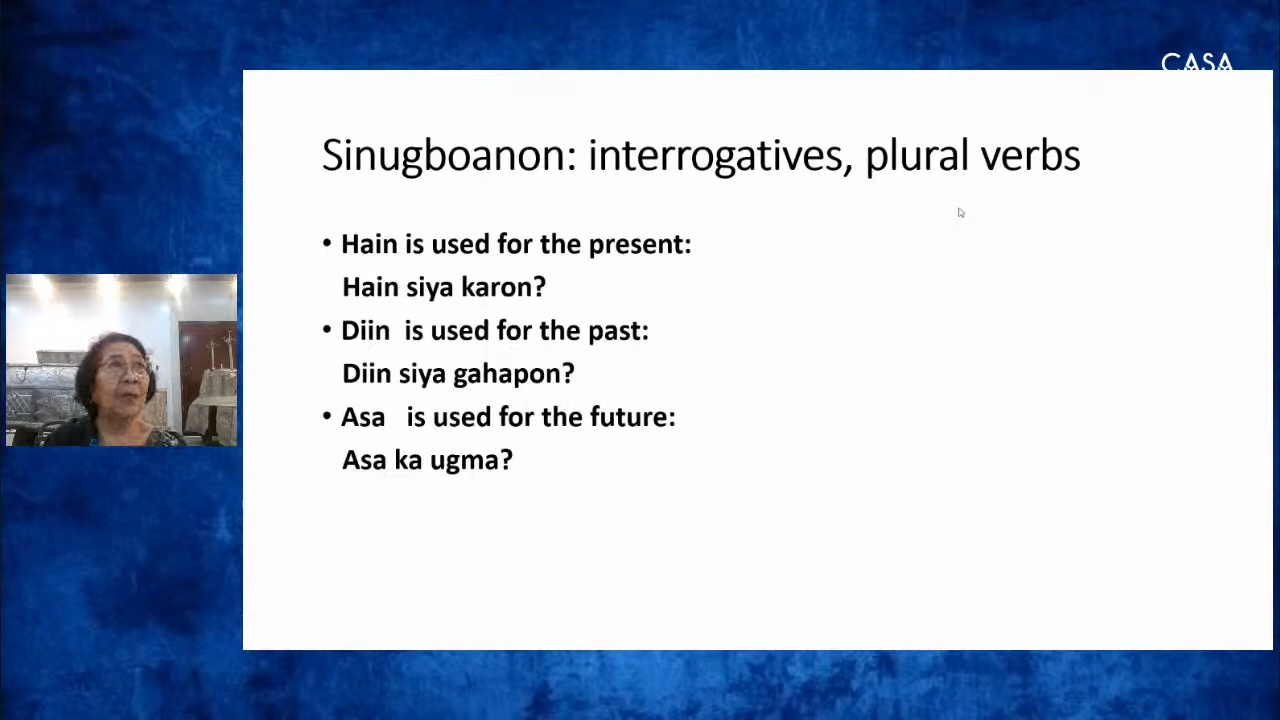 CASA
Sinugboanon: interrogatives, plural verbs
• Hain is used for the present:
Hain siya karon?
• Diin is used for the past:
Diin siya gahapon?
• Asa is used for the future:
Asa ka ugma?